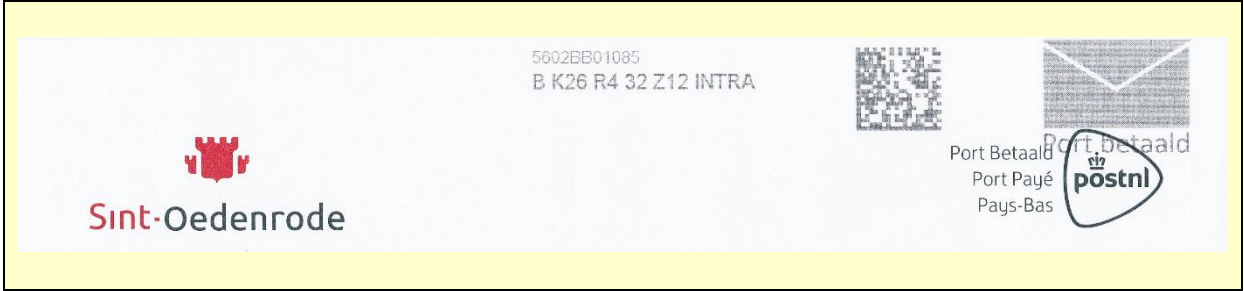 5602BB01085
B K26 R4 32 Z12 INTRA
Port betaald
Port Betaald
Port Payé
Pays-Bas
postnl
Sint-Oedenrode